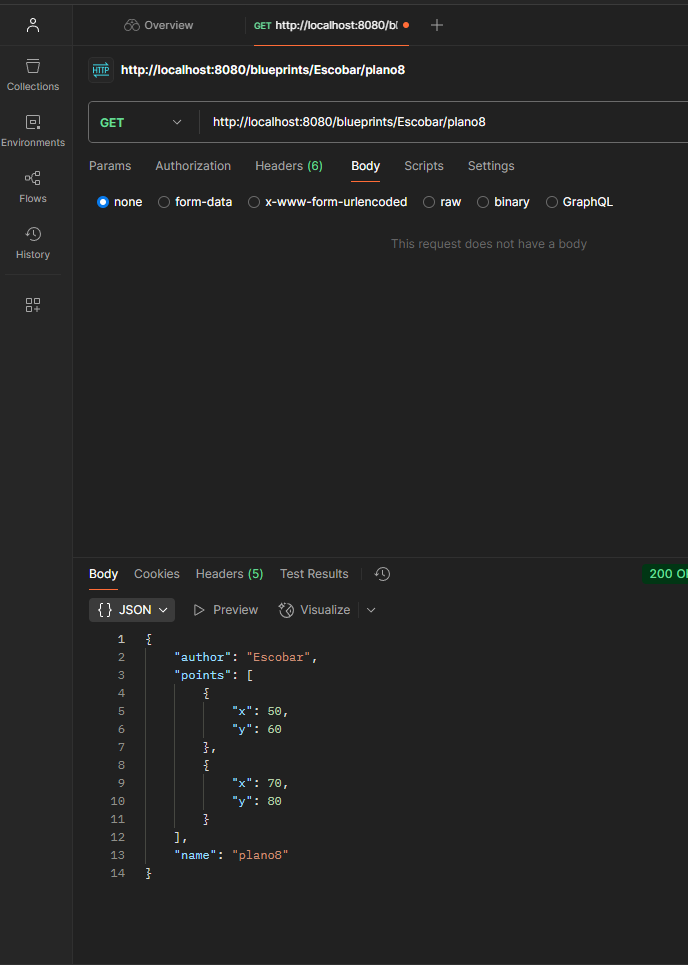 Overview
GET http://localhost:8080/bl
HTTP http://localhost:8080/blueprints/Escobar/plano8
Collections
Environments
Flows
History
GET http://localhost:8080/blueprints/Escobar/plano8
Params Authorization Headers (6) Body Scripts Settings
none form-data x-www-form-urlencoded raw binary GraphQL
This request does not have a body
Body Cookies Headers (5) Test Results
200
{} JSON Preview Visualize
1 {
2 "author": "Escobar",
3 "points": [
4 {
5 "x": 50,
6 "y": 60
7 },
8 {
9 "x": 70,
10 "y": 80
11 }
12 ],
13 "name": "plano8"
14 }